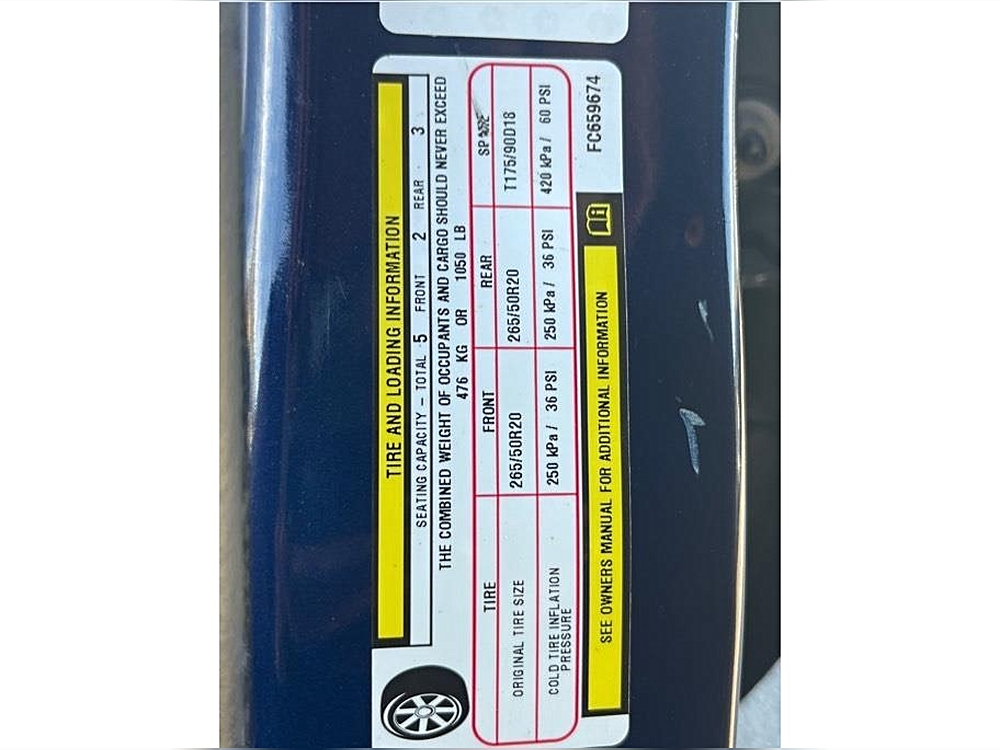 TIRE AND LOADING INFORMATION
SEATING CAPACITY – TOTAL 5 FRONT 2 REAR 3
THE COMBINED WEIGHT OF OCCUPANTS AND CARGO SHOULD NEVER EXCEED
476 KG OR 1050 LB
TIRE FRONT REAR SPARE
ORIGINAL TIRE SIZE 265/50R20 265/50R20 T175/90D18
COLD TIRE INFLATION PRESSURE 250 kPa / 36 PSI 250 kPa / 36 PSI 420 kPa / 60 PSI
SEE OWNERS MANUAL FOR ADDITIONAL INFORMATION
FC659674